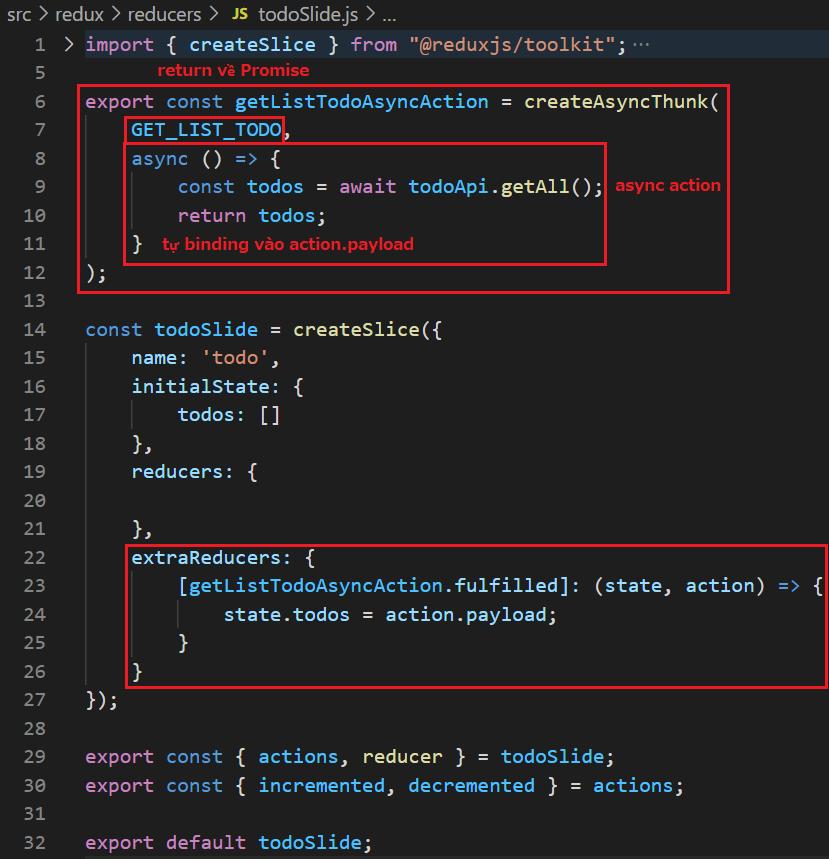 src > redux > reducers > JS todoSlide.js > ...
1 > import { createSlice } from "@reduxjs/toolkit"; ...
5 return về Promise
6 export const getListTodoAsyncAction = createAsyncThunk(
7 GET_LIST_TODO,
8 async () => {
9 const todos = await todoApi.getAll(); async action
10 return todos;
11 } tự binding vào action.payload
12 );
13
14 const todoSlide = createSlice({
15 name: 'todo',
16 initialState: {
17 todos: []
18 },
19 reducers: {
20
21 },
22 extraReducers: {
23 [getListTodoAsyncAction.fulfilled]: (state, action) => {
24 state.todos = action.payload;
25 }
26 }
27 });
28
29 export const { actions, reducer } = todoSlide;
30 export const { incremented, decremented } = actions;
31
32 export default todoSlide;